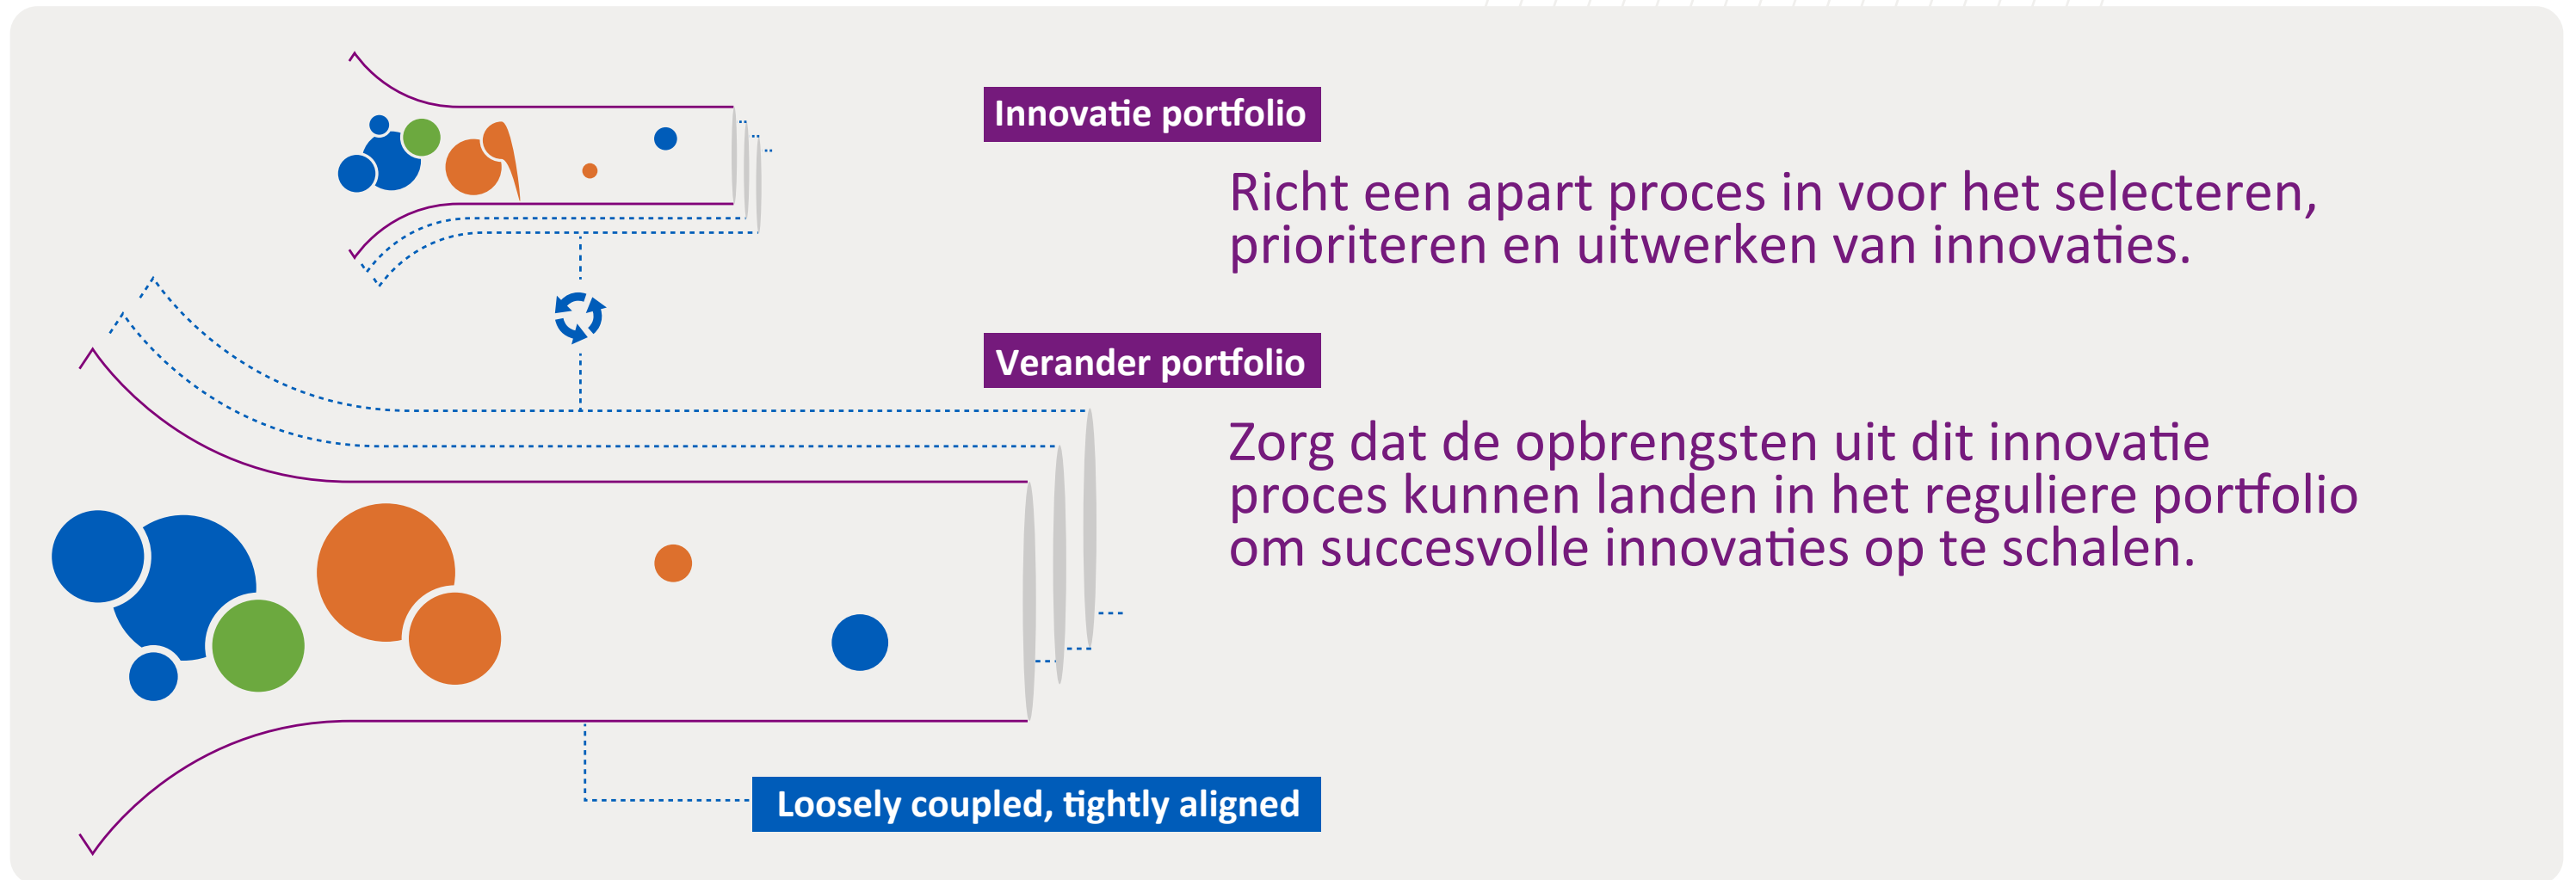 Innovatie portfolio
Richt een apart proces in voor het selecteren,
prioriteren en uitwerken van innovaties.
Verander portfolio
Zorg dat de opbrengsten uit dit innovatie
proces kunnen landen in het reguliere portfolio
om succesvolle innovaties op te schalen.
Loosely coupled, tightly aligned